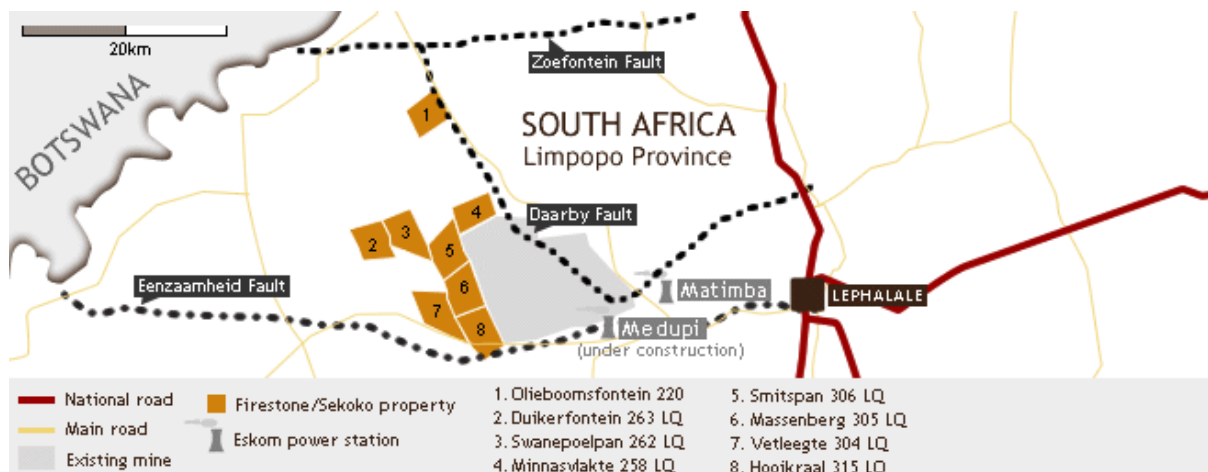 20km
Zoefontein Fault
BOTSWANA
1
SOUTH AFRICA
Limpopo Province
4
Daarby Fault
2
3
5
Eenzaamheid Fault
6
Matimba
LEPHALALE
7
8
Medupi
(under construction)
National road
Main road
Existing mine
Firestone/Sekoko property
Eskom power station
1. Olieboomsfontein 220
2. Duikerfontein 263 LQ
3. Swanepoelpan 262 LQ
4. Minnasvlakte 258 LQ
5. Smitspan 306 LQ
6. Massenberg 305 LQ
7. Vetleegte 304 LQ
8. Hooikraal 315 LQ